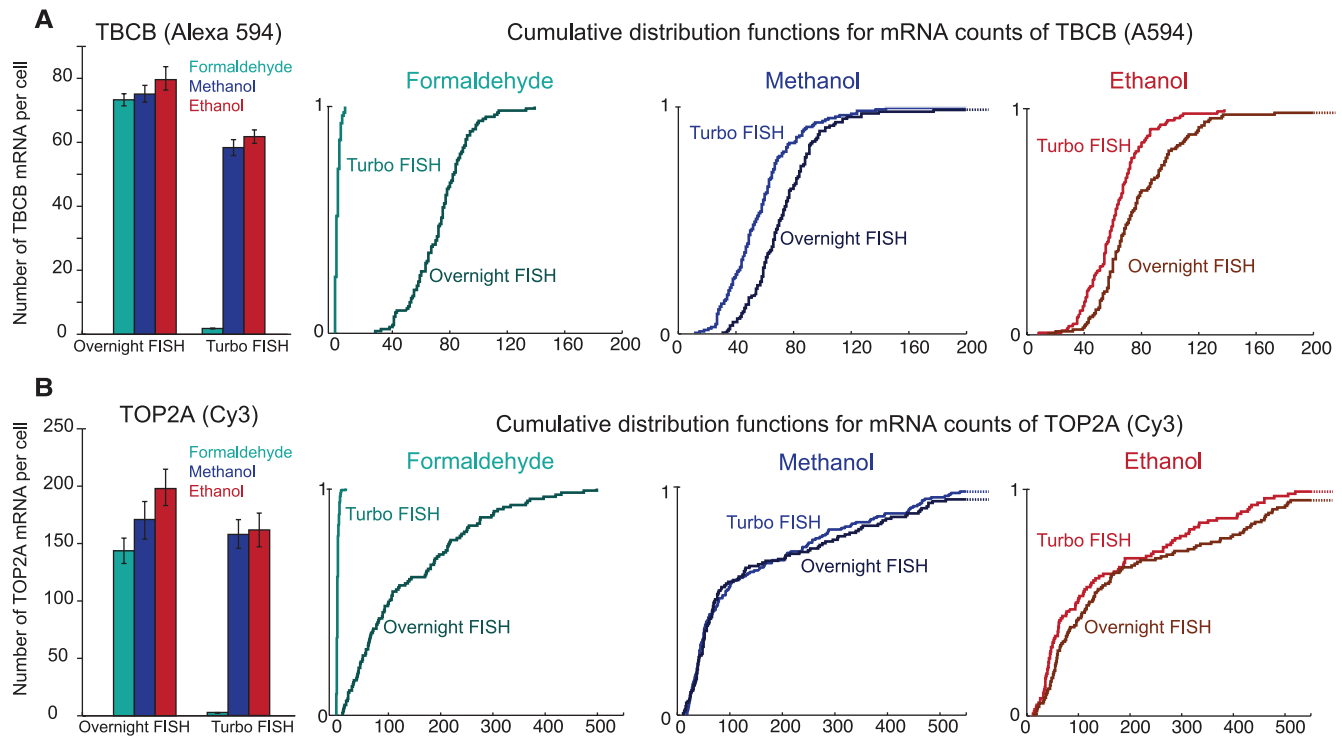 A
TBCB (Alexa 594)
Cumulative distribution functions for mRNA counts of TBCB (A594)
Number of TBCB mRNA per cell
80
60
40
20
0
Formaldehyde
Methanol
Ethanol
Overnight FISH
Turbo FISH
Formaldehyde
1
Turbo FISH
Overnight FISH
1
0
40
80
120
160
200
Methanol
1
Turbo FISH
Overnight FISH
1
0
40
80
120
160
200
Ethanol
1
Turbo FISH
Overnight FISH
1
0
40
80
120
160
200
B
TOP2A (Cy3)
Cumulative distribution functions for mRNA counts of TOP2A (Cy3)
Number of TOP2A mRNA per cell
250
200
150
100
50
0
Formaldehyde
Methanol
Ethanol
Overnight FISH
Turbo FISH
Formaldehyde
1
Turbo FISH
Overnight FISH
1
0
100
200
300
400
500
Methanol
1
Turbo FISH
Overnight FISH
1
0
100
200
300
400
500
Ethanol
1
Turbo FISH
Overnight FISH
1
0
100
200
300
400
500